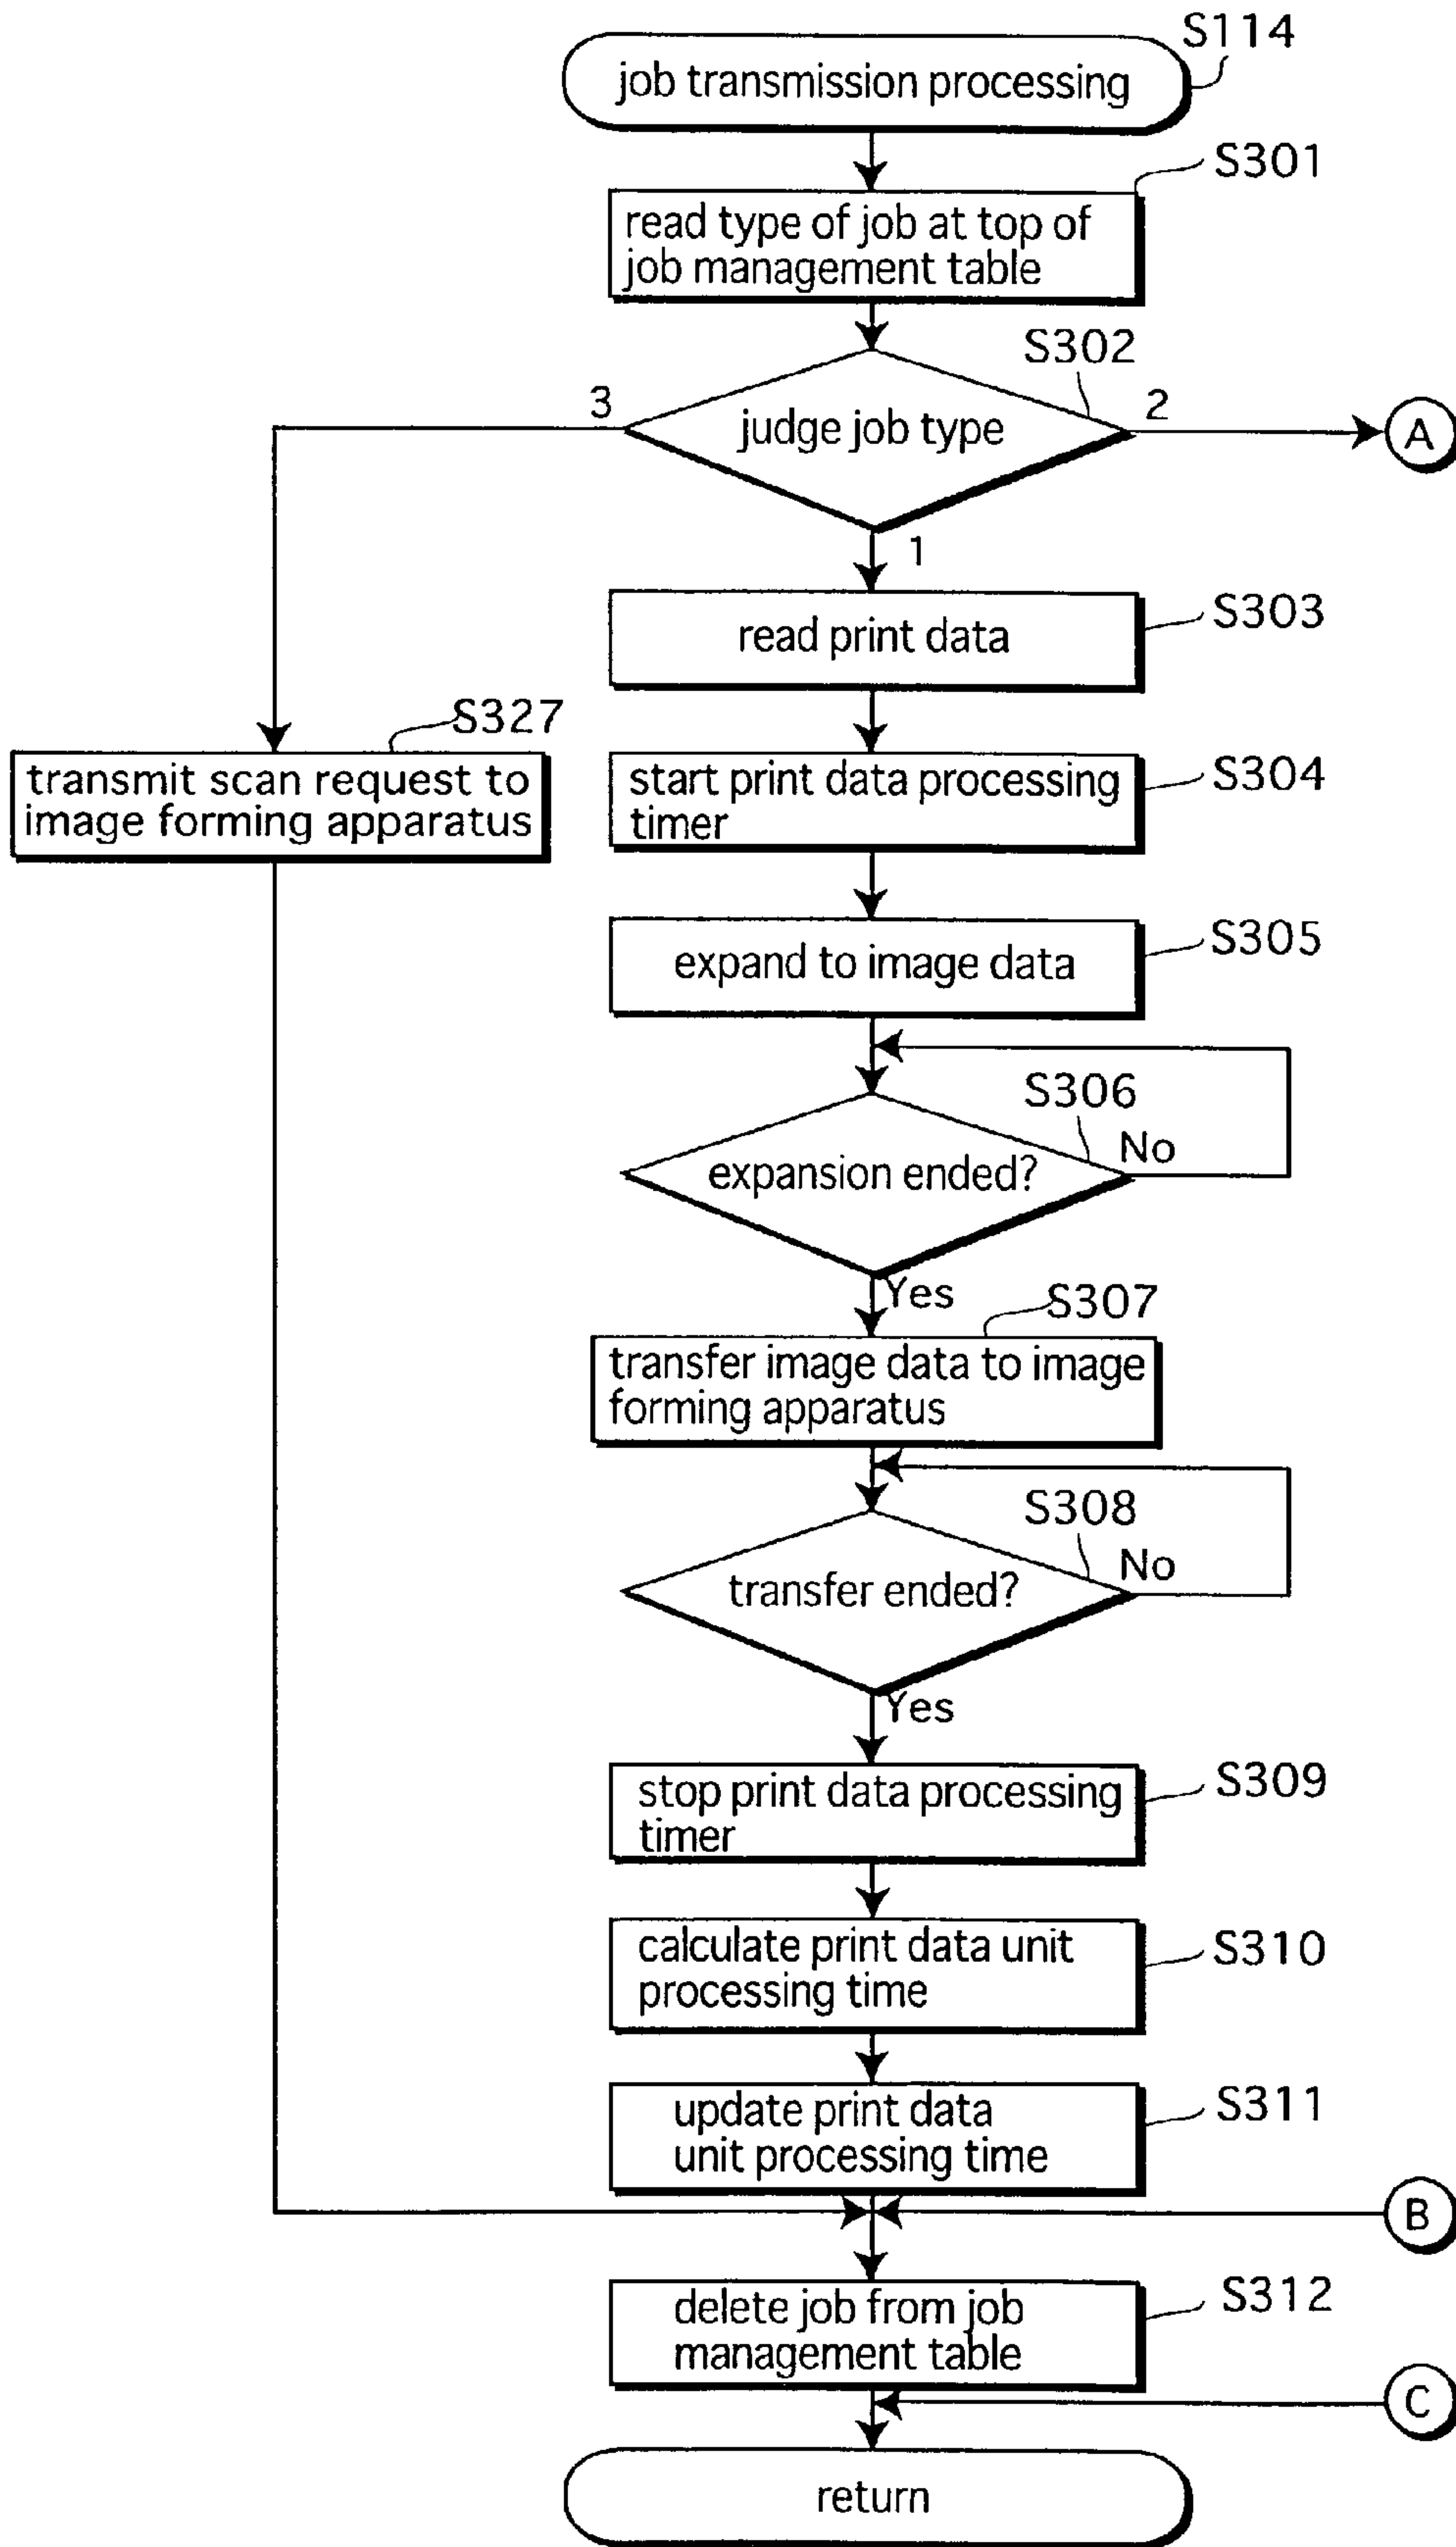 S114
job transmission processing
S301
read type of job at top of
job management table
S302
3
judge job type
2
A
1
S303
read print data
S327
transmit scan request to
image forming apparatus
S304
start print data processing
timer
S305
expand to image data
S306
No
expansion ended?
Yes
S307
transfer image data to image
forming apparatus
S308
No
transfer ended?
Yes
S309
stop print data processing
timer
S310
calculate print data unit
processing time
S311
update print data
unit processing time
B
S312
delete job from job
management table
C
return